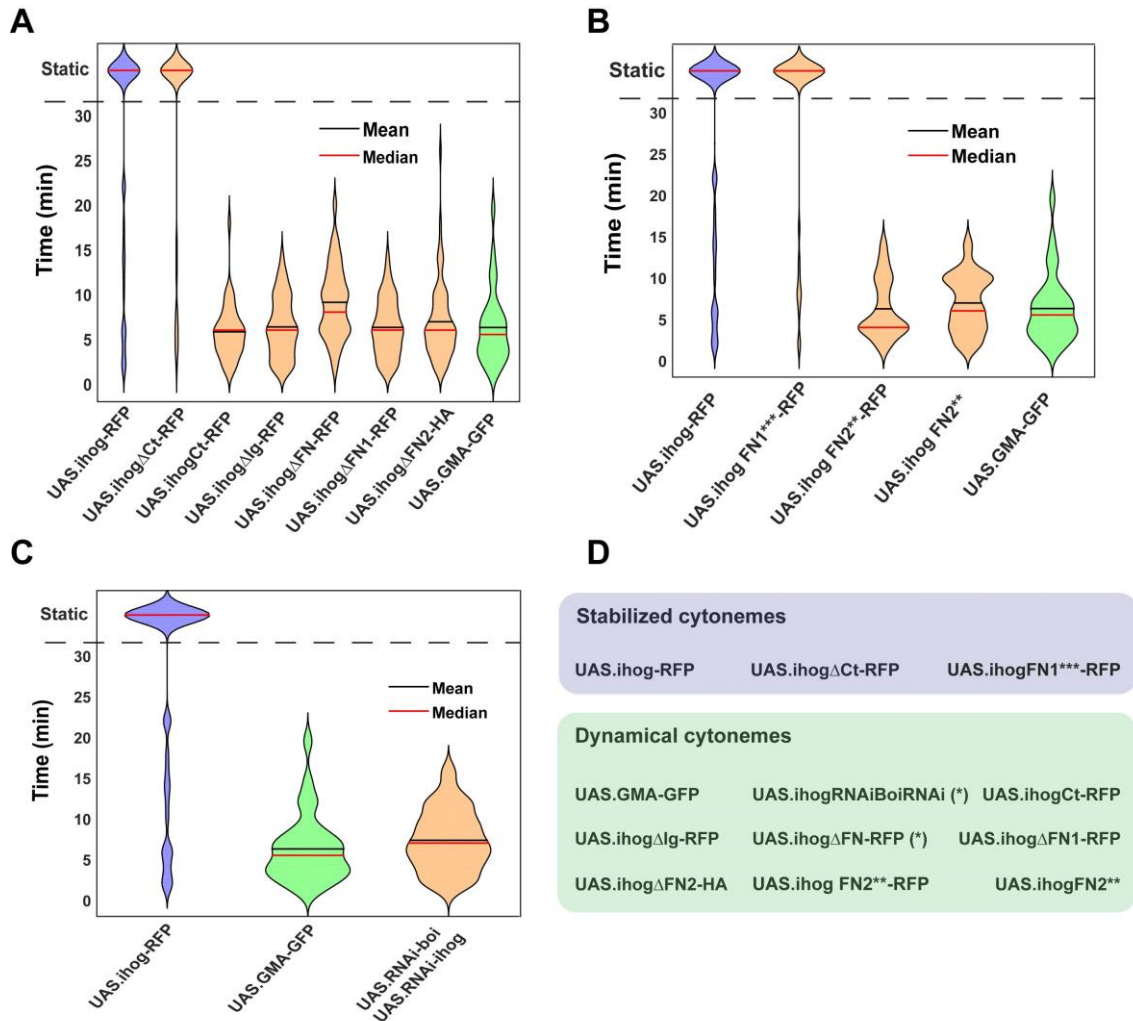 A
Static
30
25
20
15
10
5
0
Time (min)
Mean
Median
UAS.ihog-RFP
UAS.ihogΔCt-RFP
UAS.ihogCt-RFP
UAS.ihogΔIg-RFP
UAS.ihogΔFN-RFP
UAS.ihogΔFN1-RFP
UAS.ihogΔFN2-HA
UAS.GMA-GFP
B
Static
30
25
20
15
10
5
0
Time (min)
Mean
Median
UAS.ihog-RFP
UAS.ihog FN1***-RFP
UAS.ihog FN2**-RFP
UAS.ihog FN2**
UAS.GMA-GFP
C
Static
30
25
20
15
10
5
0
Time (min)
Mean
Median
UAS.ihog-RFP
UAS.GMA-GFP
UAS.RNAi-boi
UAS.RNAi-ihog
D
Stabilized cytonemes
UAS.ihog-RFP UAS.ihogΔCt-RFP UAS.ihogFN1***-RFP
Dynamical cytonemes
UAS.GMA-GFP UAS.ihogRNAiBoiRNAi (*) UAS.ihogCt-RFP
UAS.ihogΔIg-RFP UAS.ihogΔFN-RFP (*) UAS.ihogΔFN1-RFP
UAS.ihogΔFN2-HA UAS.ihog FN2**-RFP UAS.ihogFN2**